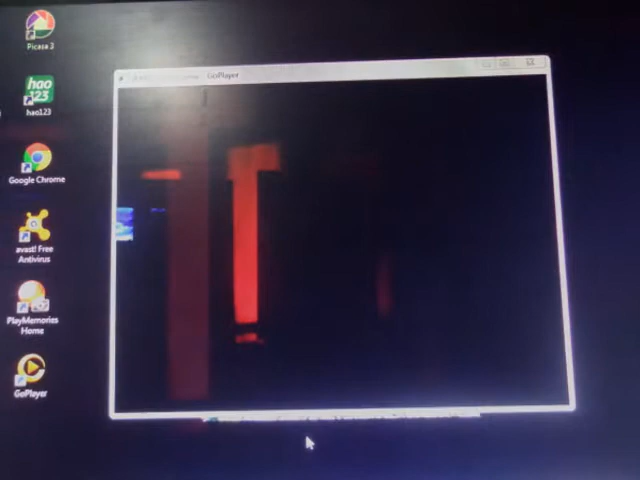 Picasa 3
hao
123
hao123
Google Chrome
avast! Free
Antivirus
PlayMemories
Home
GoPlayer
GoPlayer